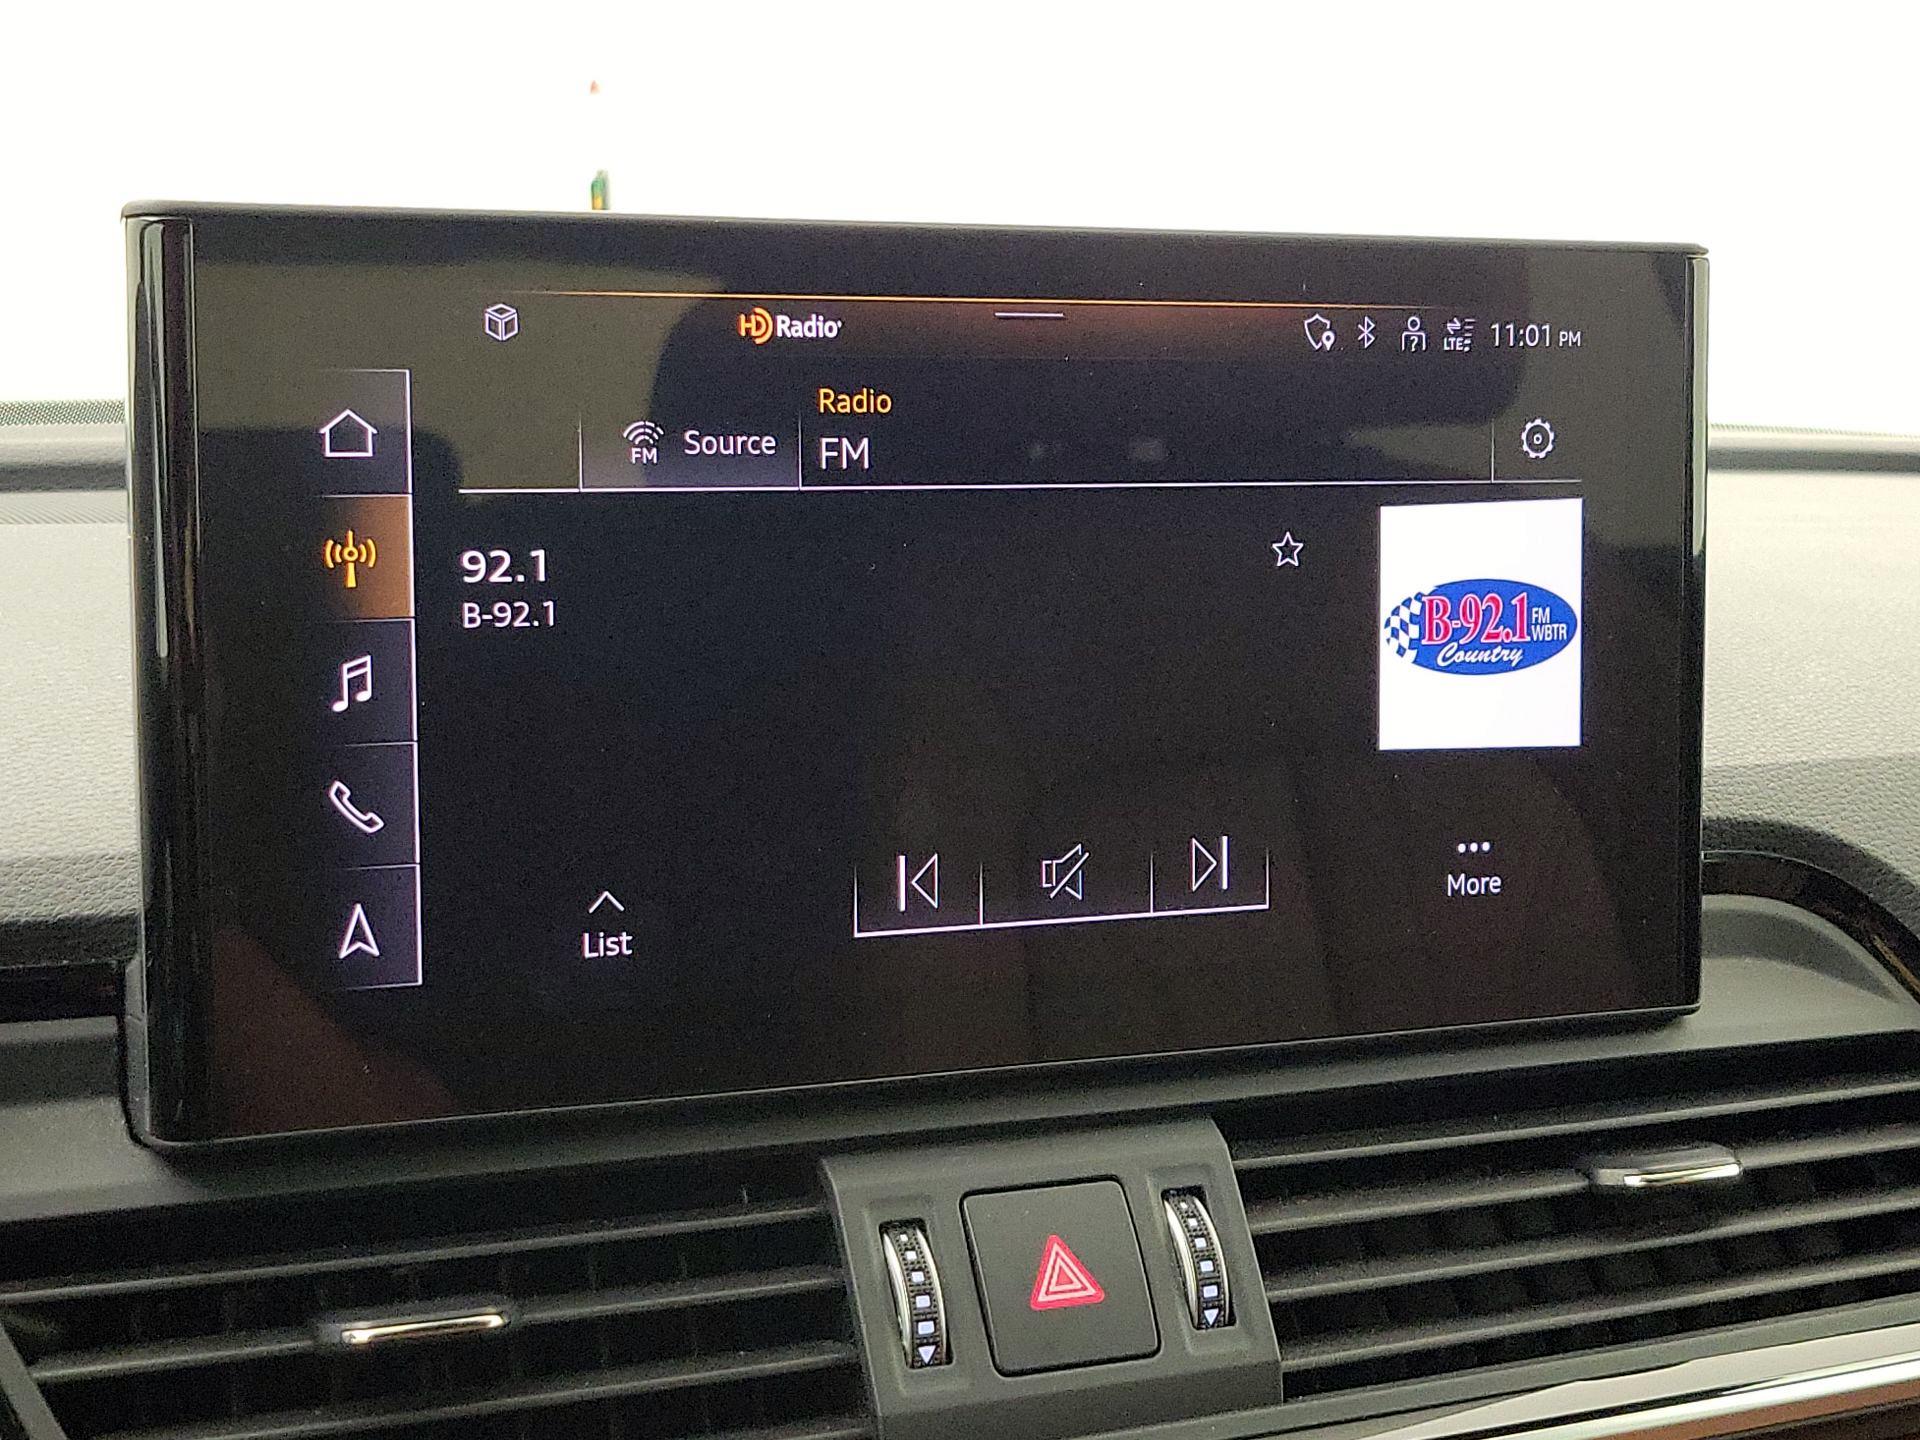 HD Radio
LTE 11:01 PM
Radio
FM Source FM
92.1
B-92.1
B-92.1 FM
WBTR
Country
List
More